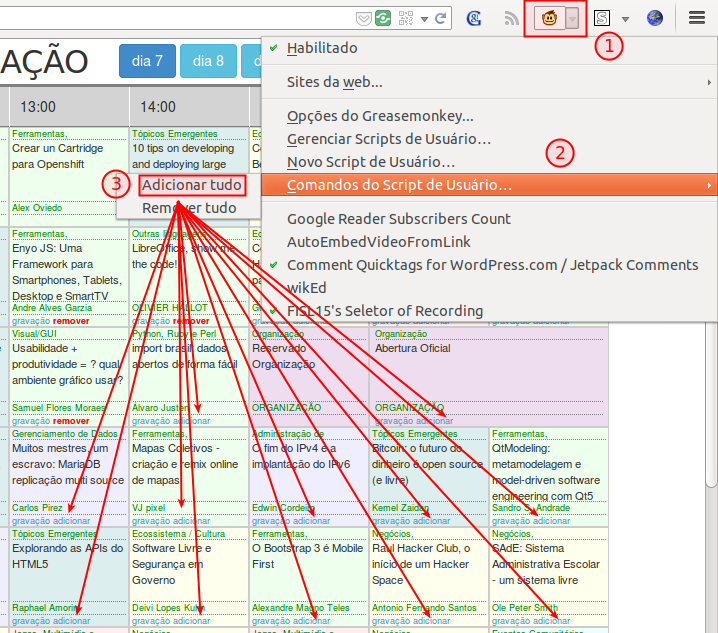 AÇÃO
dia 7
dia 8
d
1
Habilitado
Sites da web...
Opções do Greasemonkey...
Gerenciar Scripts de Usuário...
Novo Script de Usuário...
2
Comandos do Script de Usuário...
Google Reader Subscribers Count
AutoEmbedVideoFromLink
Comment Quicktags for WordPress.com / Jetpack Comments
wikEd
FISL15's Seletor of Recording
3
Adicionar tudo
Remover tudo
13:00
14:00
Ferramentas,
Crear un Cartridge
para Openshift
Alex Oviedo
Tópicos Emergentes
10 tips on developing
and deploying large
Ferramentas,
Enyo JS: Uma
Framework para
Smartphones, Tablets,
Desktop e SmartTV
Andre Alves Garzia
gravação remover
Outras linguagens
LibreOffice, show me
the code!
OLIVIER HALLOT
gravação remover
Visual/GUI
Usabilidade +
produtividade = ? qual
ambiente gráfico usar?
Samuel Flores Moraes
gravação remover
Python, Ruby e Perl
import brasil: dados
abertos de forma fácil
Álvaro Justen
gravação adicionar
Organização
Reservado
Organização
ORGANIZAÇÃO
Organização
Abertura Oficial
ORGANIZAÇÃO
gravação adicionar
Gerenciamento de Dados
Muitos mestres, um
escravo: MariaDB
replicação multi source
Carlos Pirez
gravação adicionar
Ferramentas,
Mapas Coletivos -
criação e remix online
de mapas
VJ pixel
gravação adicionar
Administração de
O fim do IPv4 e a
implantação do IPv6
Edwin Cordeiro
gravação adicionar
Tópicos Emergentes
Bitcoin: o futuro do
dinheiro é open source
(e livre)
Kemel Zaidan
gravação adicionar
Ferramentas,
QtModeling:
metamodelagem e
model-driven software
engineering com Qt5
Sandro S. Andrade
gravação adicionar
Tópicos Emergentes
Explorando as APIs do
HTML5
Raphael Amorim
gravação adicionar
Ecossistema / Cultura
Software Livre e
Segurança em
Governo
Deivi Lopes Kuhn
gravação adicionar
Ferramentas,
O Bootstrap 3 é Mobile
First
Alexandre Magno Teles
gravação adicionar
Negócios,
Raul Hacker Club, o
início de um Hacker
Space
Antonio Fernando Santos
gravação adicionar
Negócios,
SAdE: Sistema
Administrativa Escolar
- um sistema livre
Ole Peter Smith
gravação adicionar